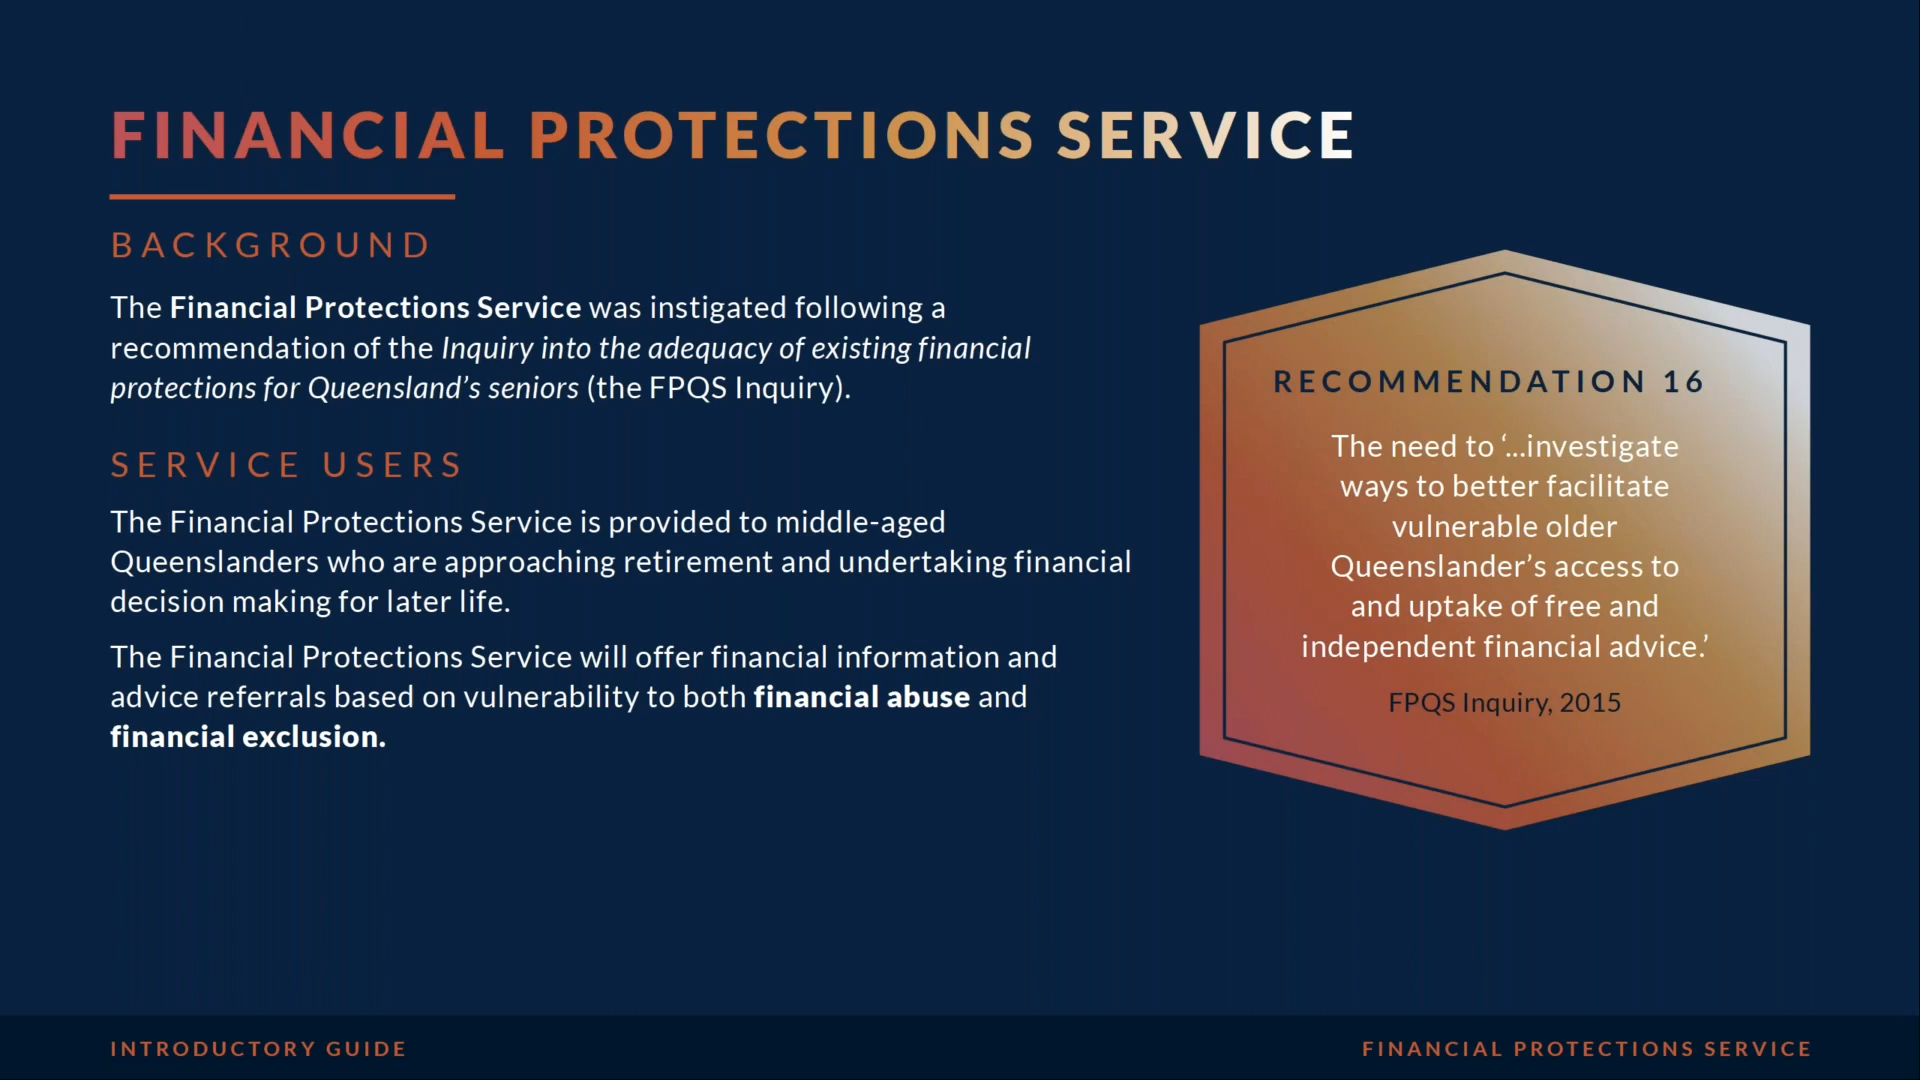 FINANCIAL PROTECTIONS SERVICE
BACKGROUND
The Financial Protections Service was instigated following a
recommendation of the Inquiry into the adequacy of existing financial
protections for Queensland’s seniors (the FPQS Inquiry).
SERVICE USERS
The Financial Protections Service is provided to middle-aged
Queenslanders who are approaching retirement and undertaking financial
decision making for later life.
The Financial Protections Service will offer financial information and
advice referrals based on vulnerability to both financial abuse and
financial exclusion.
RECOMMENDATION 16
The need to ‘...investigate
ways to better facilitate
vulnerable older
Queenslander’s access to
and uptake of free and
independent financial advice.’
FPQS Inquiry, 2015
INTRODUCTORY GUIDE
FINANCIAL PROTECTIONS SERVICE